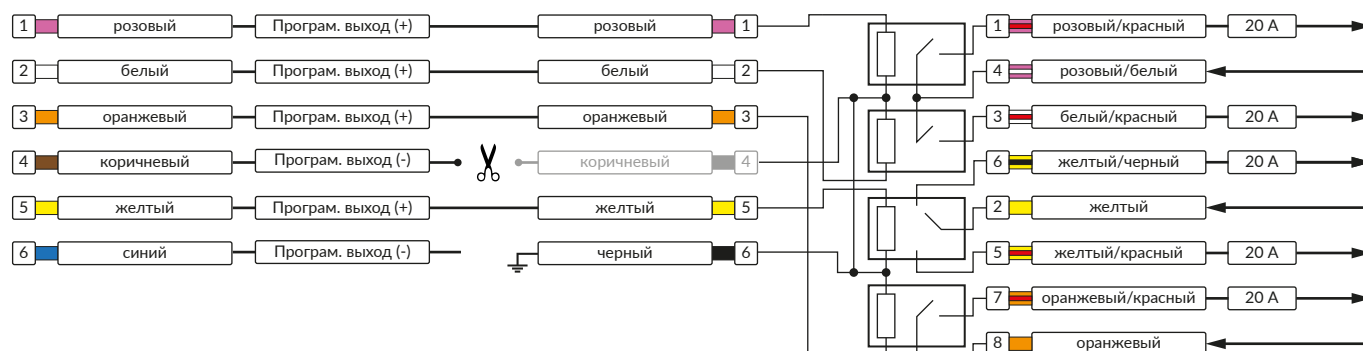 1 розовый Програм. выход (+) розовый 1 1 розовый/красный 20 A
2 белый Програм. выход (+) белый 2 4 розовый/белый
3 оранжевый Програм. выход (+) оранжевый 3 3 белый/красный 20 A
4 коричневый Програм. выход (-) коричневый 4 6 желтый/черный 20 A
5 желтый Програм. выход (+) желтый 5 2 желтый
6 синий Програм. выход (-) черный 6 5 желтый/красный 20 A
7 оранжевый/красный 20 A
8 оранжевый